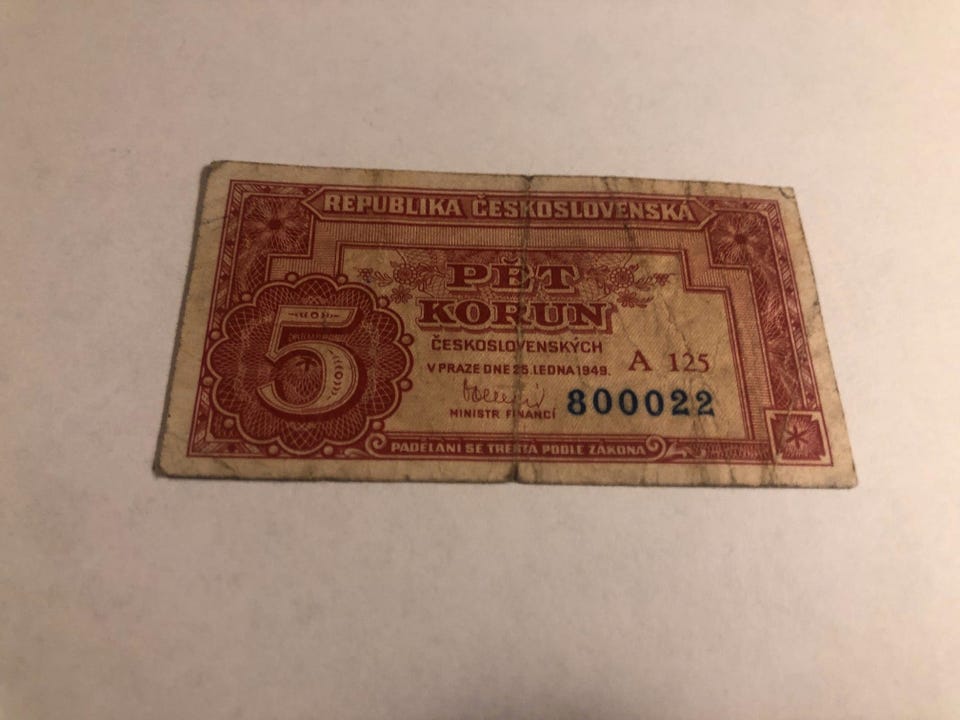 REPUBLIKA ČESKOSLOVENSKÁ
PĚT
KORUN
5
ČESKOSLOVENSKÝCH
V PRAZE DNE 25. LEDNA 1949.
A 125
MINISTR FINANCÍ
800022
PADĚLÁNÍ SE TRESTÁ PODLE ZÁKONA